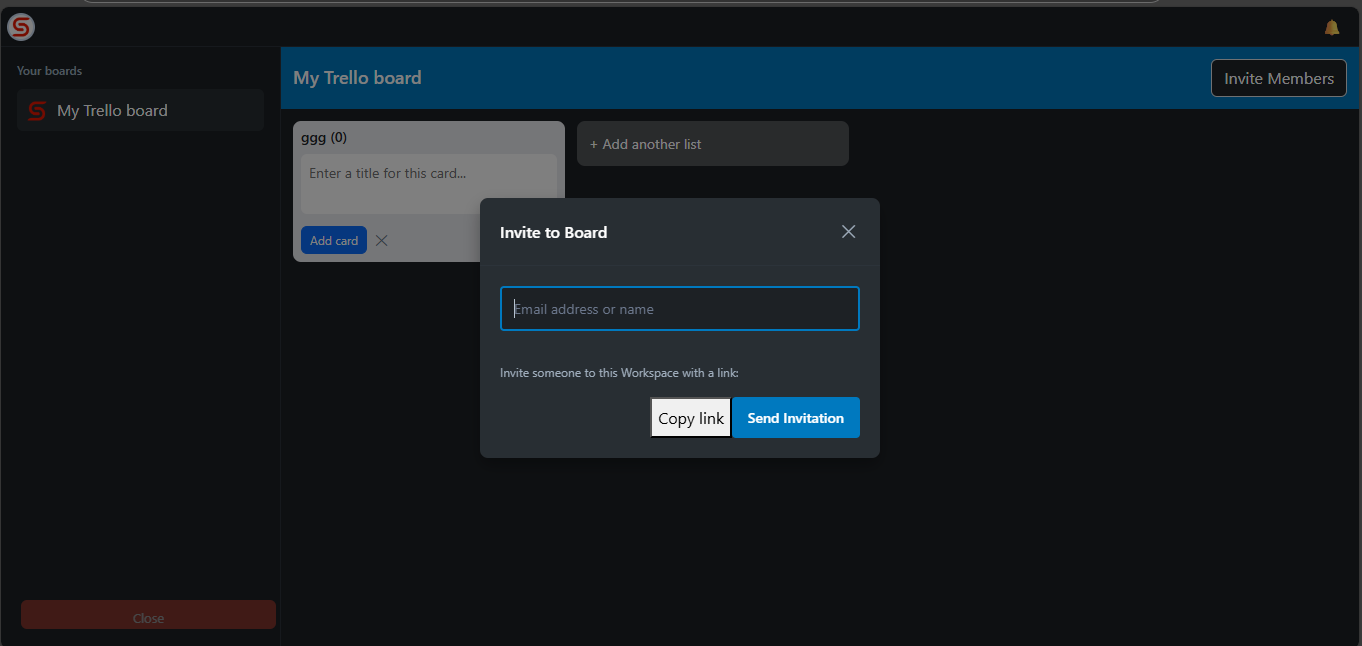 Your boards
My Trello board
Close
My Trello board
Invite Members
ggg (0)
Enter a title for this card...
Add card
+ Add another list
Invite to Board
Email address or name
Invite someone to this Workspace with a link:
Copy link
Send Invitation